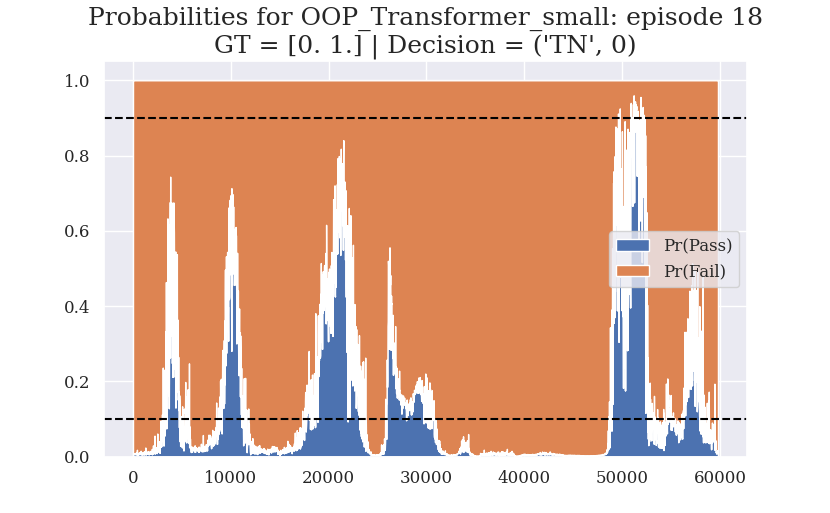 Probabilities for OOP_Transformer_small: episode 18
GT = [0. 1.] | Decision = ('TN', 0)
1.0
0.8
0.6
0.4
0.2
0.0
Pr(Pass)
Pr(Fail)
0 10000 20000 30000 40000 50000 60000